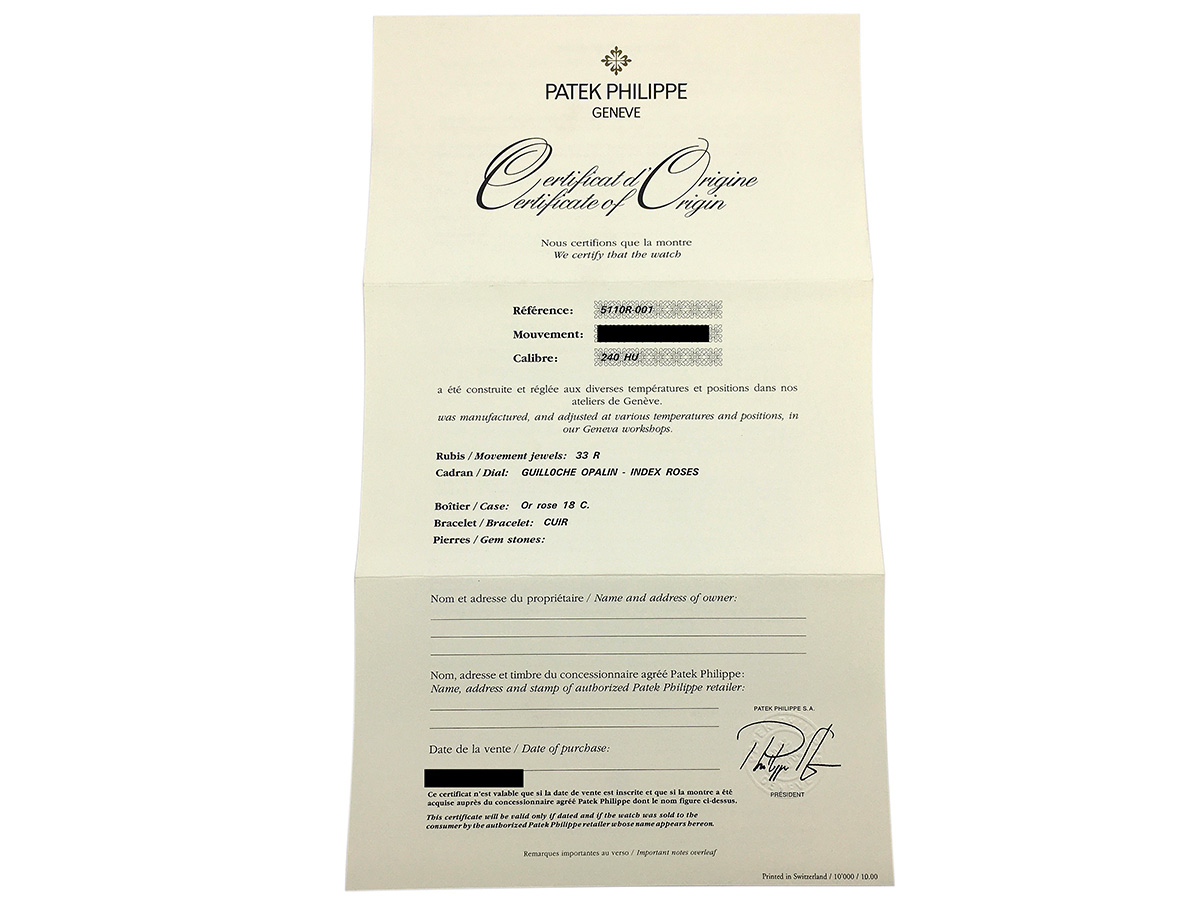 PATEK PHILIPPE
GENEVE
Certificat d'Origine
Certificate of Origin
Nous certifions que la montre
We certify that the watch
Référence: 5110R-001
Mouvement:
Calibre: 240 HU
a été construite et réglée aux diverses températures et positions dans nos
ateliers de Genève.
was manufactured, and adjusted at various temperatures and positions, in
our Geneva workshops.
Rubis / Movement jewels: 33 R
Cadran / Dial: GUILLOCHE OPALIN - INDEX ROSES
Boîtier / Case: Or rose 18 C.
Bracelet / Bracelet: CUIR
Pierres / Gem stones:
Nom et adresse du propriétaire / Name and address of owner:
Nom, adresse et timbre du concessionnaire agréé Patek Philippe:
Name, address and stamp of authorized Patek Philippe retailer:
PATEK PHILIPPE S.A.
Date de la vente / Date of purchase:
PRÉSIDENT
Ce certificat n'est valable que si la date de vente est inscrite et que si la montre a été
acquise auprès du concessionnaire agréé Patek Philippe dont le nom figure ci-dessus.
This certificate will be valid only if dated and if the watch was sold to the
consumer by the authorized Patek Philippe retailer whose name appears hereon.
Remarques importantes au verso / Important notes overleaf
Printed in Switzerland / 10'000 / 10.00